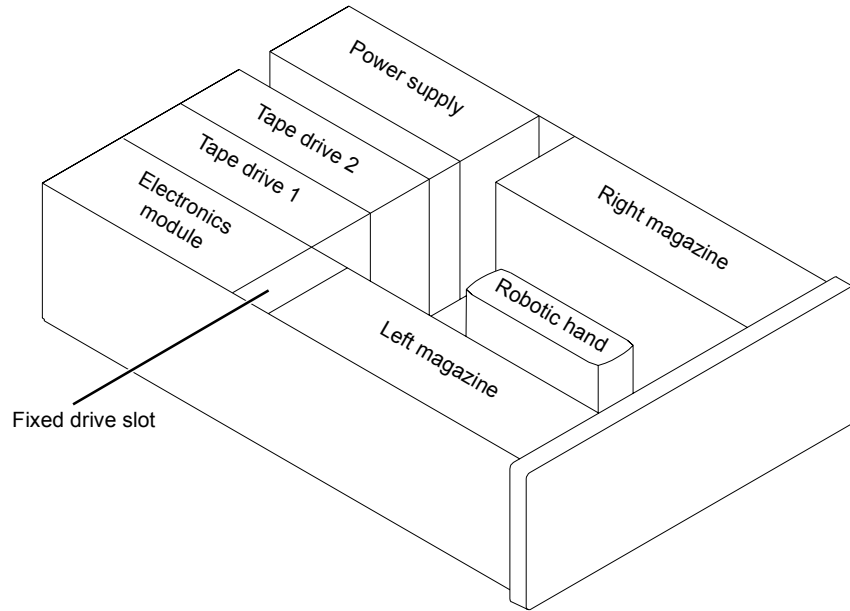 Power supply
Tape drive 2
Tape drive 1
Electronics
module
Right magazine
Robotic hand
Left magazine
Fixed drive slot